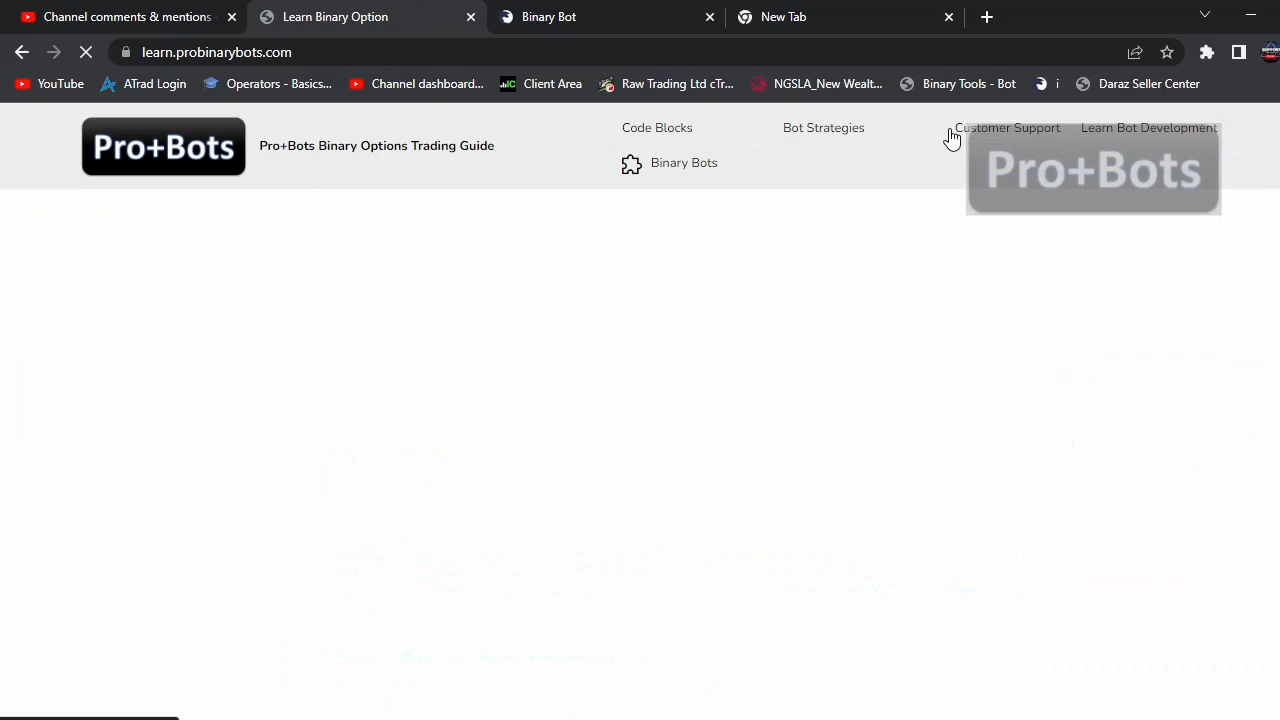 Channel comments & mentions
Learn Binary Option
Binary Bot
New Tab
learn.probinarybots.com
YouTube
ATrad Login
Operators - Basics...
Channel dashboard...
Client Area
Raw Trading Ltd cTr...
NGSLA_New Wealt...
Binary Tools - Bot
i
Daraz Seller Center
Pro+Bots
Pro+Bots Binary Options Trading Guide
Code Blocks
Bot Strategies
Customer Support
Learn Bot Development
Binary Bots
Pro+Bots